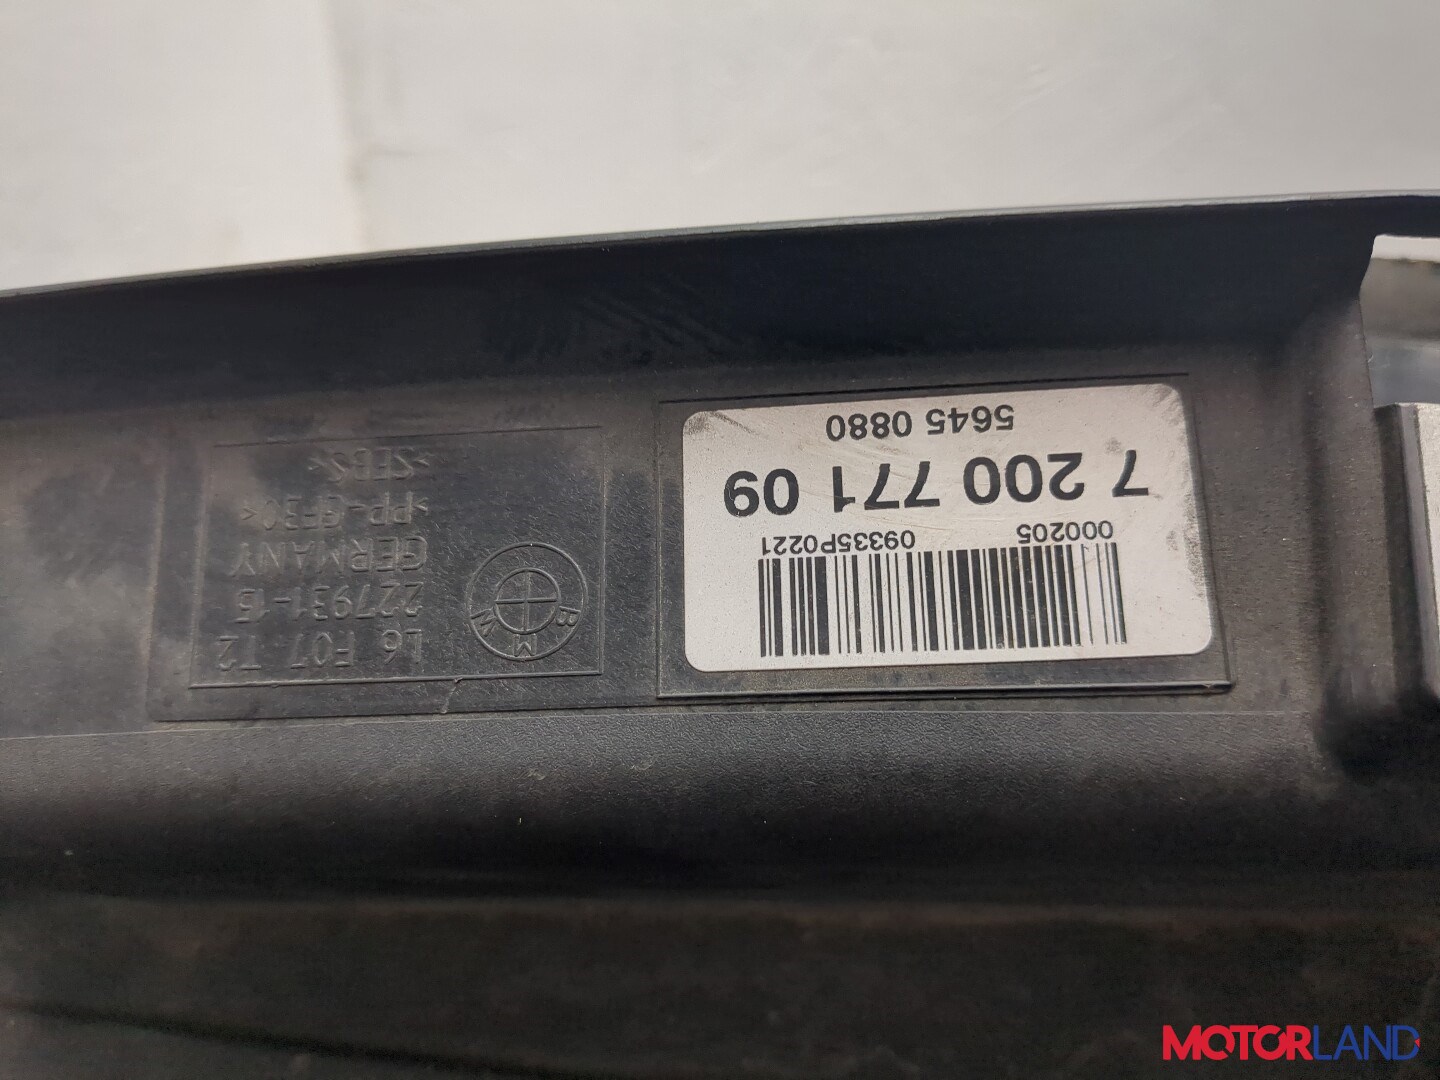 000205 09335P0221
7 200 771 09
5645 0880
BMW
L6 F07 T2
227931-15
GERMANY
>PP-GF30<
>SEBS<
MOTORLAND